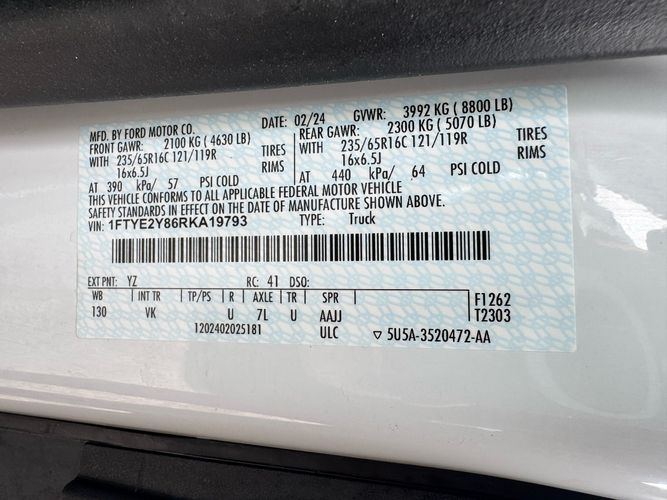 MFD. BY FORD MOTOR CO. DATE: 02/24 GVWR: 3992 KG ( 8800 LB)
FRONT GAWR: 2100 KG ( 4630 LB) REAR GAWR: 2300 KG ( 5070 LB)
WITH 235/65R16C 121/119R TIRES WITH 235/65R16C 121/119R TIRES
16x6.5J RIMS 16x6.5J RIMS
AT 390 kPa/ 57 PSI COLD AT 440 kPa/ 64 PSI COLD
THIS VEHICLE CONFORMS TO ALL APPLICABLE FEDERAL MOTOR VEHICLE
SAFETY STANDARDS IN EFFECT ON THE DATE OF MANUFACTURE SHOWN ABOVE.
VIN: 1FTYE2Y86RKA19793 TYPE: Truck
EXT PNT: YZ RC: 41 DSO:
WB INT TR TP/PS R AXLE TR SPR F1262
130 VK U 7L U AAJJ T2303
1202402025181 ULC ▽ 5U5A-3520472-AA